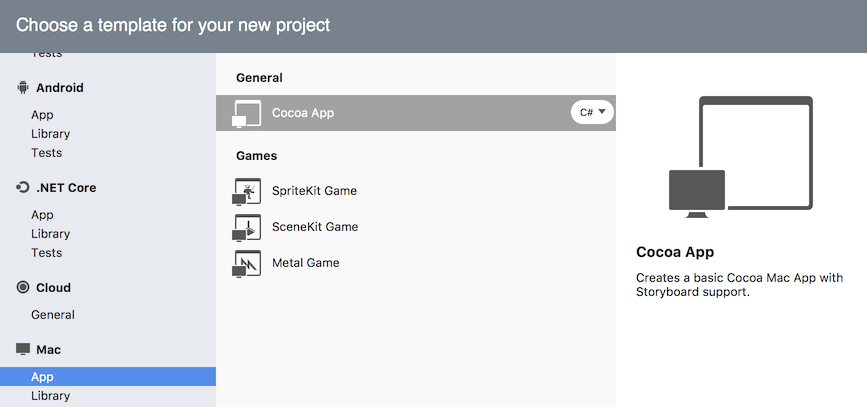 Choose a template for your new project
Tests
Android
App
Library
Tests
.NET Core
App
Library
Tests
Cloud
General
Mac
App
Library
General
Cocoa App
C#
Games
SpriteKit Game
SceneKit Game
Metal Game
Cocoa App
Creates a basic Cocoa Mac App with
Storyboard support.